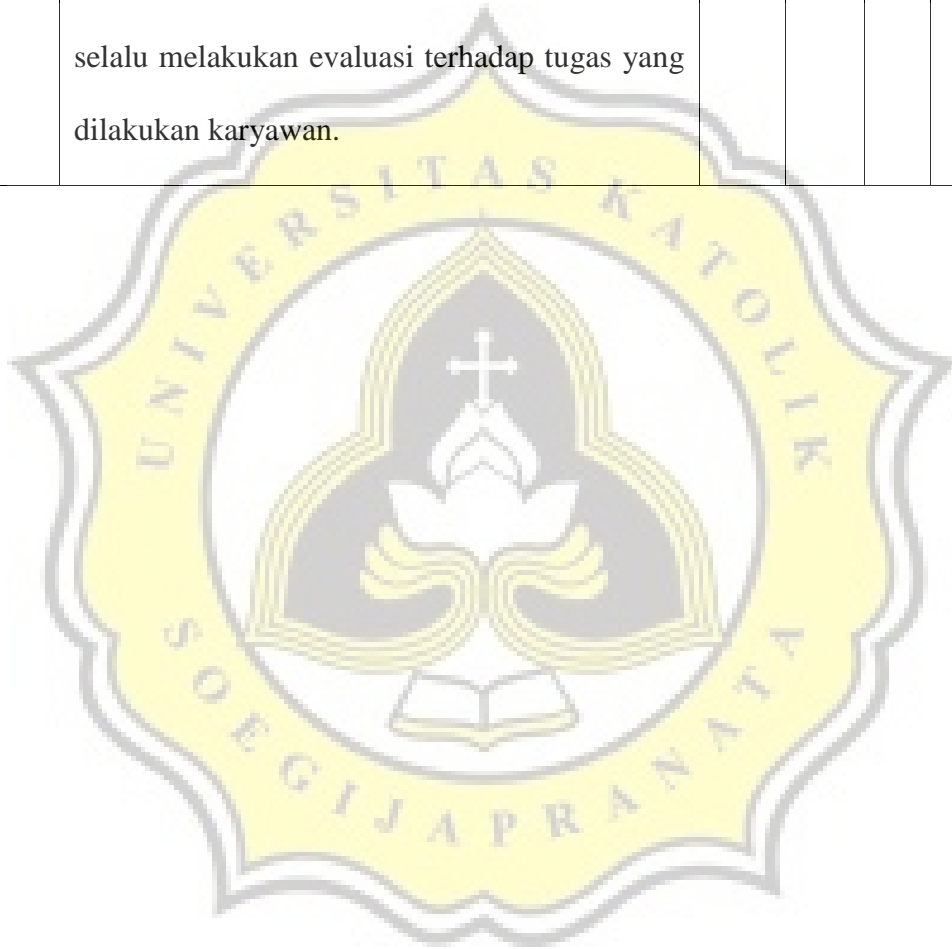 selalu melakukan evaluasi terhadap tugas yang
dilakukan karyawan.
UNIVERSITAS KATOLIK
SOEGIJAPRANATA